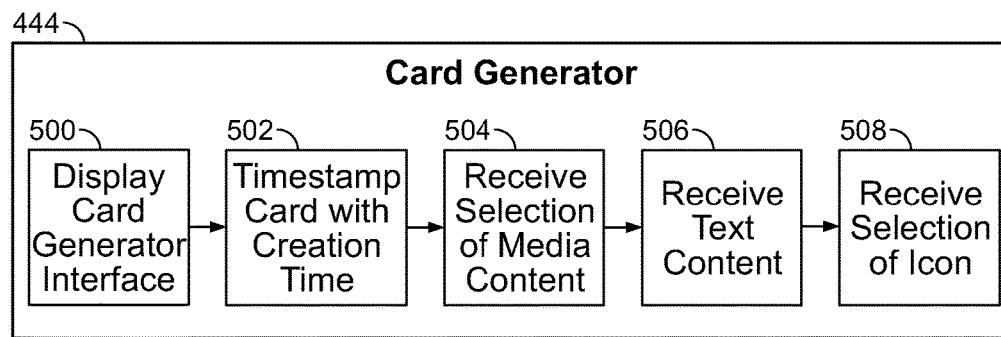 444
Card Generator
500
Display
Card
Generator
Interface
502
Timestamp
Card with
Creation
Time
504
Receive
Selection
of Media
Content
506
Receive
Text
Content
508
Receive
Selection
of Icon